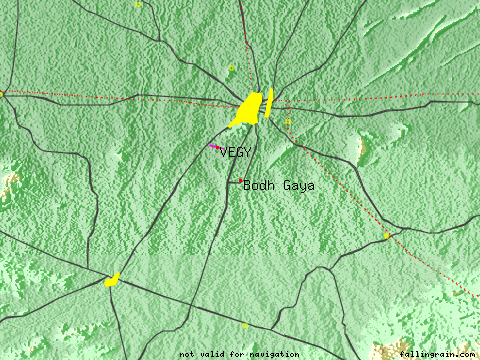 VEGY
Bodh Gaya
not valid for navigation
fallingrain.com